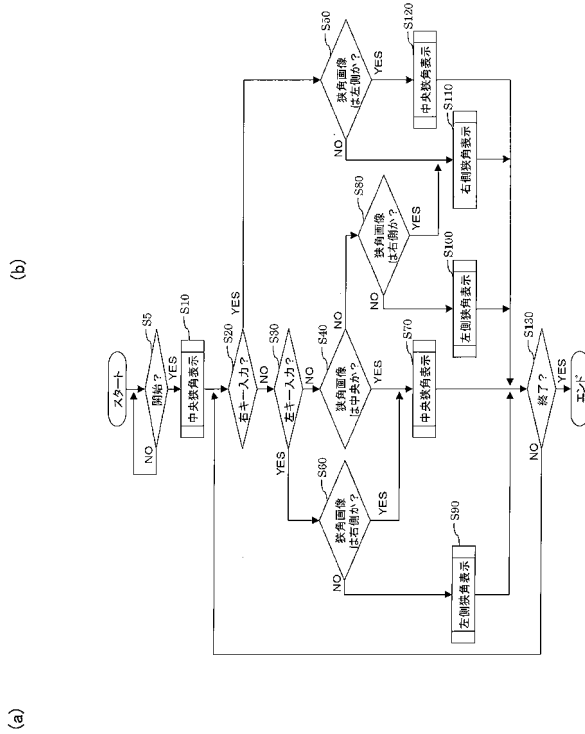 (a)
(b)
スタート
S5
開始？
NO
YES
S10
中央狭角表示
S20
右キー入力？
YES
NO
S30
左キー入力？
YES
NO
S40
狭角画像
は中央か？
NO
YES
S50
狭角画像
は左側か？
NO
YES
S60
狭角画像
は右側か？
NO
YES
S80
狭角画像
は右側か？
NO
YES
S70
中央狭角表示
S120
中央狭角表示
S90
左側狭角表示
S100
左側狭角表示
S110
右側狭角表示
S130
終了？
NO
YES
エンド